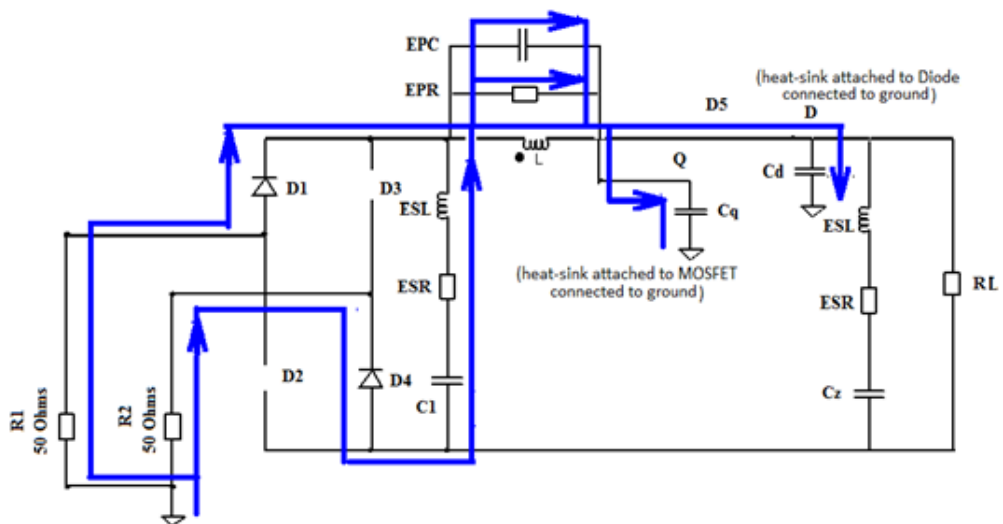 EPC
EPR
(heat-sink attached to Diode
connected to ground)
D5
D
D1
D3
ESL
L
Q
Cd
Cq
ESL
(heat-sink attached to MOSFET
connected to ground)
ESR
ESR
RL
D2
D4
C1
Cz
R1
50 Ohms
R2
50 Ohms